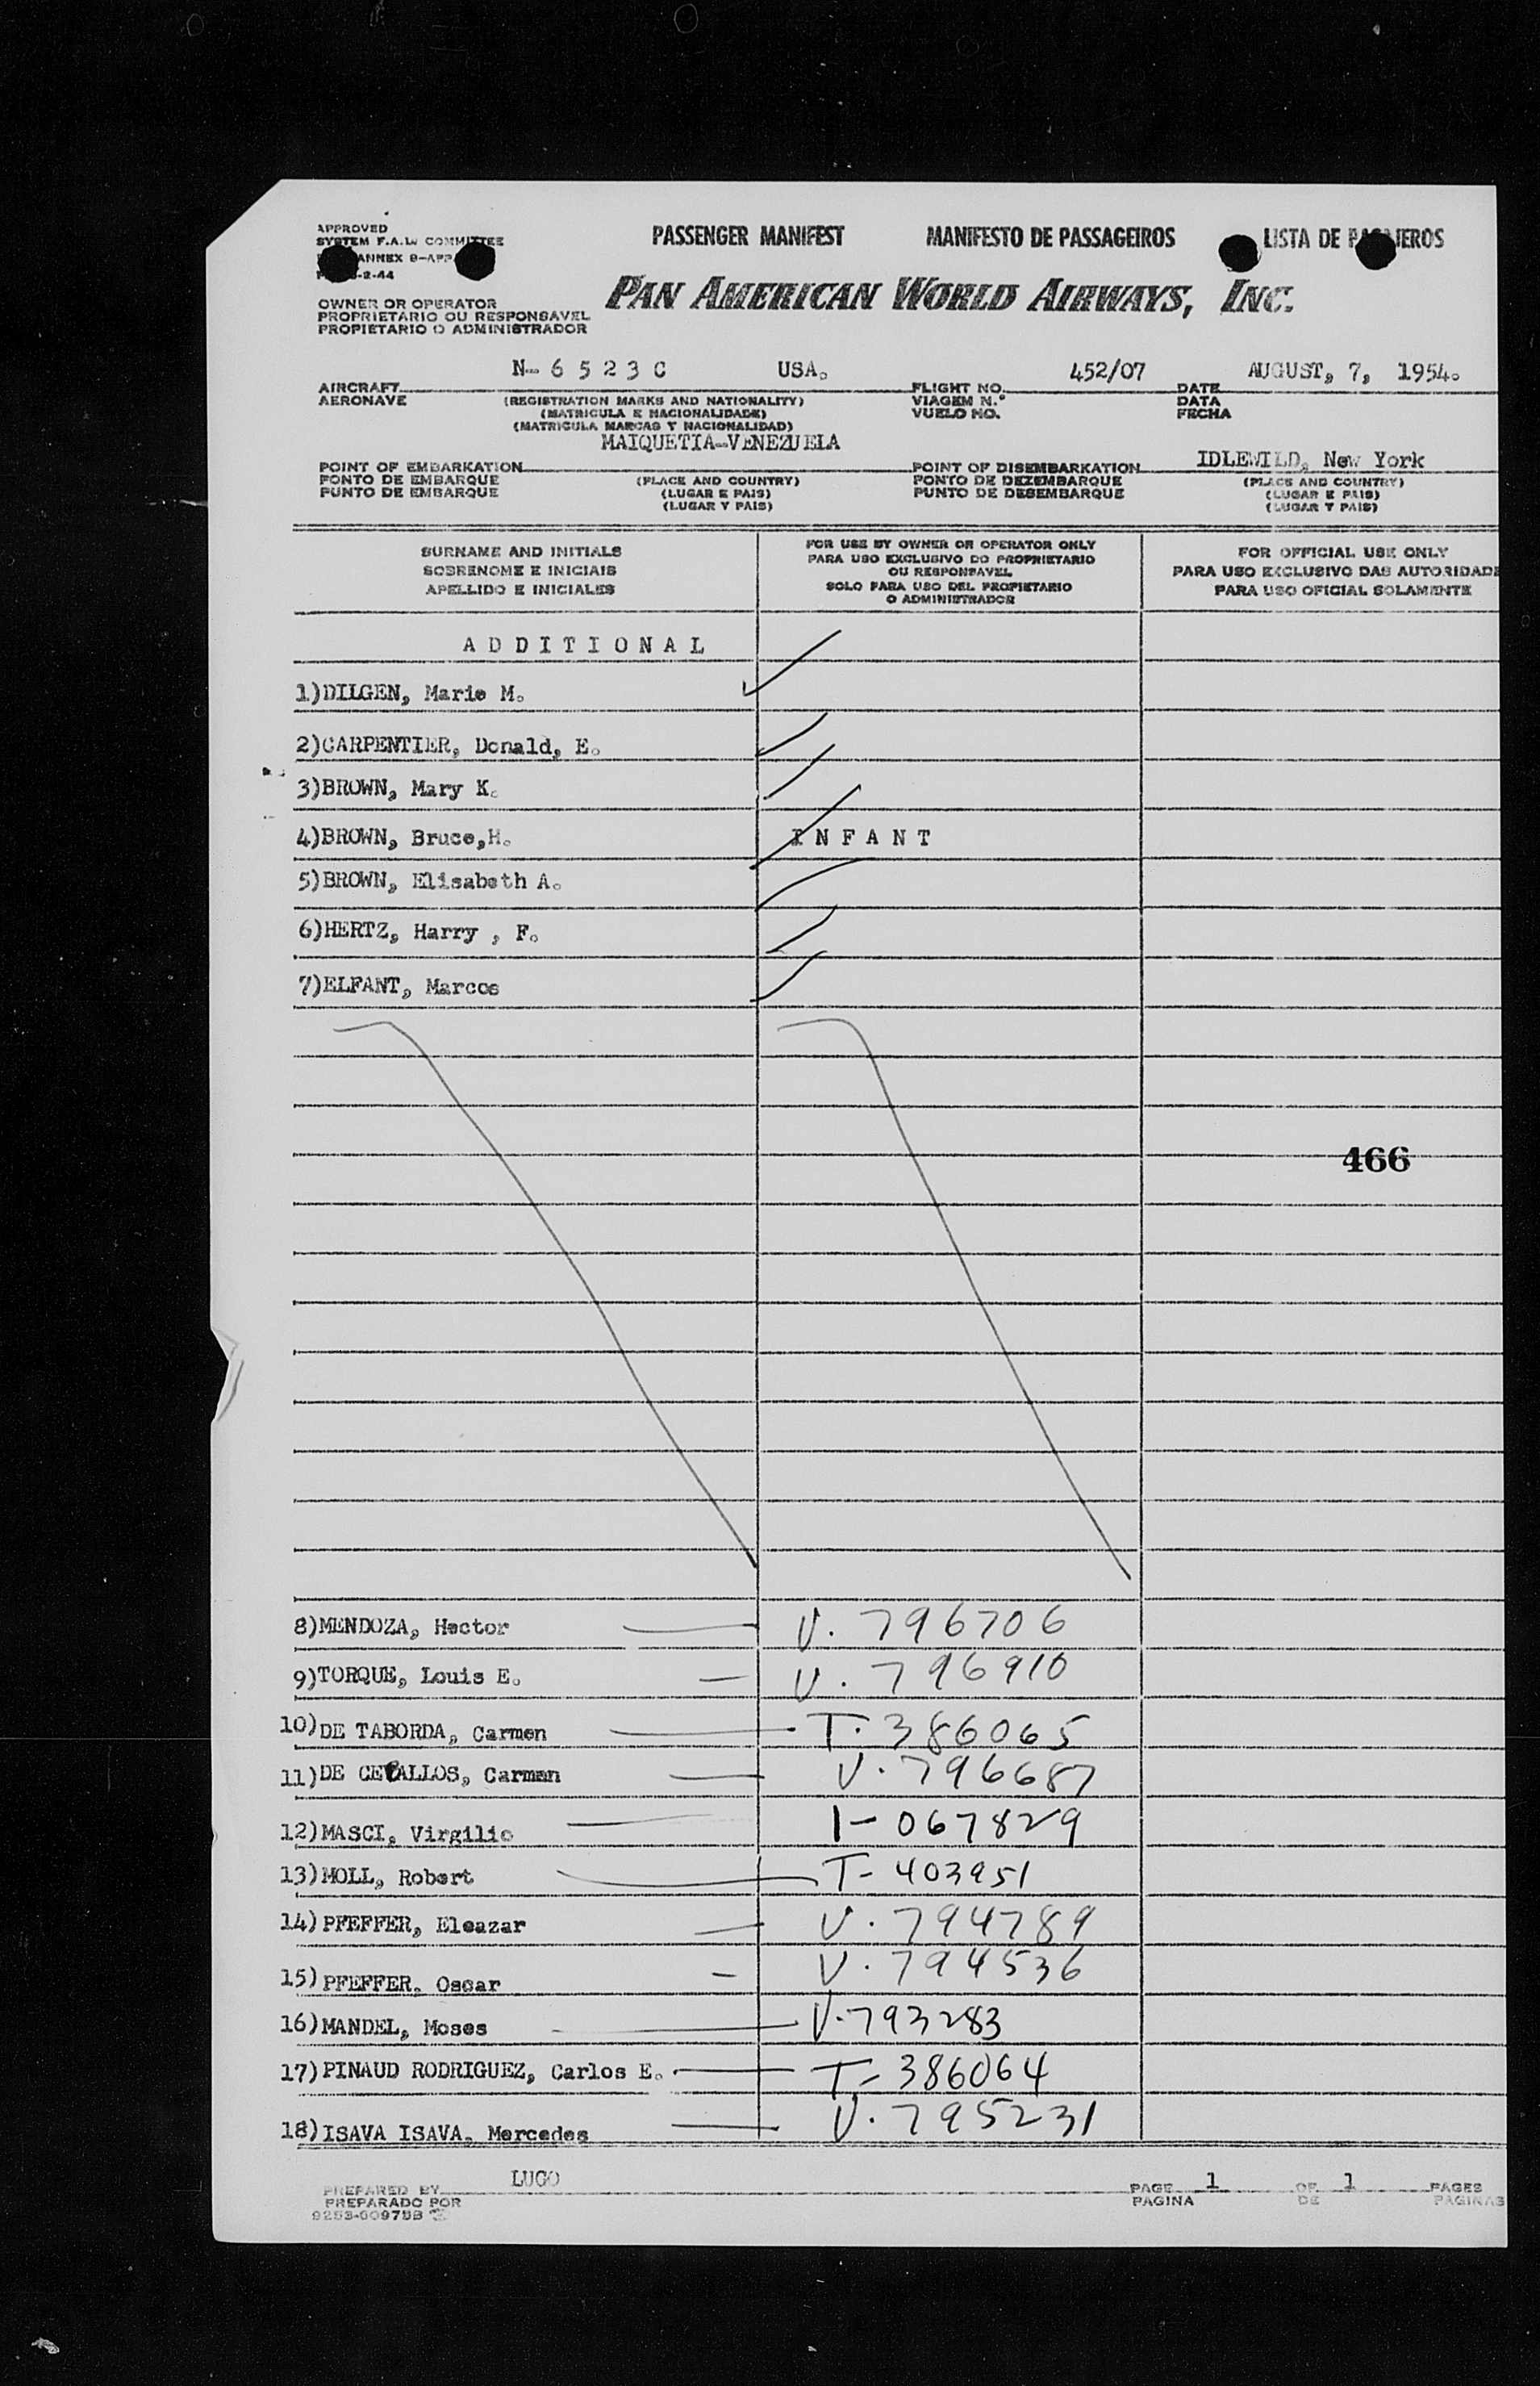 APPROVED
SYSTEM F.A.L. COMMITTEE
ANNEX 9-APP
-2-44
PASSENGER MANIFEST MANIFESTO DE PASSAGEIROS LISTA DE PASAJEROS
OWNER OR OPERATOR
PROPRIETARIO OU RESPONSAVEL
PROPIETARIO O ADMINISTRADOR
PAN AMERICAN WORLD AIRWAYS, INC.
N-6 5 2 3 C USA. 452/07 AUGUST, 7, 1954.
AIRCRAFT FLIGHT NO. DATE
AERONAVE (REGISTRATION MARKS AND NATIONALITY) VIAGEM N.º DATA
(MATRICULA E NACIONALIDADE) VUELO NO. FECHA
(MATRICULA MARCAS Y NACIONALIDAD)
MAIQUETIA-VENEZUELA IDLEWILD, New York
POINT OF EMBARKATION POINT OF DISEMBARKATION
PONTO DE EMBARQUE (PLACE AND COUNTRY) PONTO DE DEZEMBARQUE (PLACE AND COUNTRY)
PUNTO DE EMBARQUE (LUGAR E PAIS) PUNTO DE DESEMBARQUE (LUGAR E PAIS)
(LUGAR Y PAIS) (LUGAR Y PAIS)
SURNAME AND INITIALS
SOBRENOME E INICIAIS
APELLIDO E INICIALES
FOR USE BY OWNER OR OPERATOR ONLY
PARA USO EXCLUSIVO DO PROPRIETARIO
OU RESPONSAVEL
SOLO PARA USO DEL PROPIETARIO
O ADMINISTRADOR
FOR OFFICIAL USE ONLY
PARA USO EXCLUSIVO DAS AUTORIDADE
PARA USO OFICIAL SOLAMENTE
A D D I T I O N A L
1)DILGEN, Marie M.
2)CARPENTIER, Donald, E.
3)BROWN, Mary K.
4)BROWN, Bruce,H. I N F A N T
5)BROWN, Elisabeth A.
6)HERTZ, Harry , F.
7)ELFANT, Marcos
466
8)MENDOZA, Hector V. 796706
9)TORQUE, Louis E. V. 796910
10)DE TABORDA, Carmen T. 386065
11)DE CEBALLOS, Carmen V. 796687
12)MASCI, Virgilio 1-067829
13)MOLL, Robert T-403951
14)PFEFFER, Eleazar V. 794789
15)PFEFFER, Oscar V. 794536
16)MANDEL, Moses V-793283
17)PINAUD RODRIGUEZ, Carlos E. T-386064
18)ISAVA ISAVA, Mercedes V. 795231
PREPARED BY LUGO PAGE 1 OF 1 PAGES
PREPARADO POR PAGINA DE PAGINAS